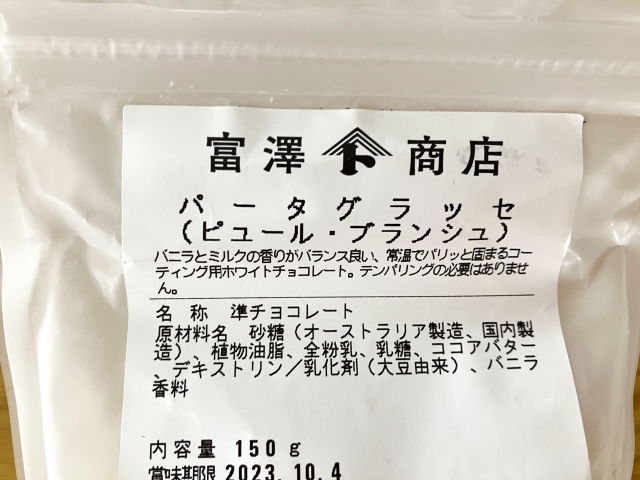 富澤商店
パータグラッセ
(ピュール・ブランシュ)
バニラとミルクの香りがバランス良い、常温でパリッと固まるコー
ティング用ホワイトチョコレート。テンパリングの必要はありませ
ん。
名 称 準チョコレート
原材料名 砂糖（オーストラリア製造、国内製
造）、植物油脂、全粉乳、乳糖、ココアバター
、デキストリン／乳化剤（大豆由来）、バニラ
香料
内容量 150g
賞味期限 2023.10.4